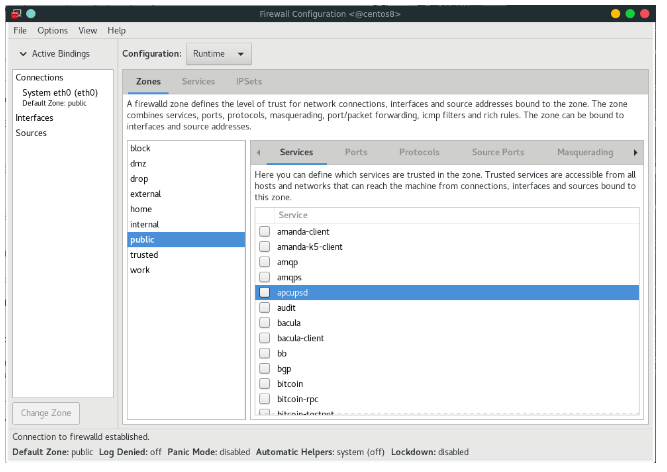 Firewall Configuration <@centos8>
File Options View Help
Active Bindings
Configuration: Runtime
Connections
System eth0 (eth0)
Default Zone: public
Interfaces
Sources
Change Zone
Zones Services IPSets
A firewalld zone defines the level of trust for network connections, interfaces and source addresses bound to the zone. The zone
combines services, ports, protocols, masquerading, port/packet forwarding, icmp filters and rich rules. The zone can be bound to
interfaces and source addresses.
block
dmz
drop
external
home
internal
public
trusted
work
Services Ports Protocols Source Ports Masquerading
Here you can define which services are trusted in the zone. Trusted services are accessible from all
hosts and networks that can reach the machine from connections, interfaces and sources bound to
this zone.
Service
amanda-client
amanda-k5-client
amqp
amqps
apcupsd
audit
bacula
bacula-client
bb
bgp
bitcoin
bitcoin-rpc
bitcoin-testnet
Connection to firewalld established.
Default Zone: public Log Denied: off Panic Mode: disabled Automatic Helpers: system (off) Lockdown: disabled